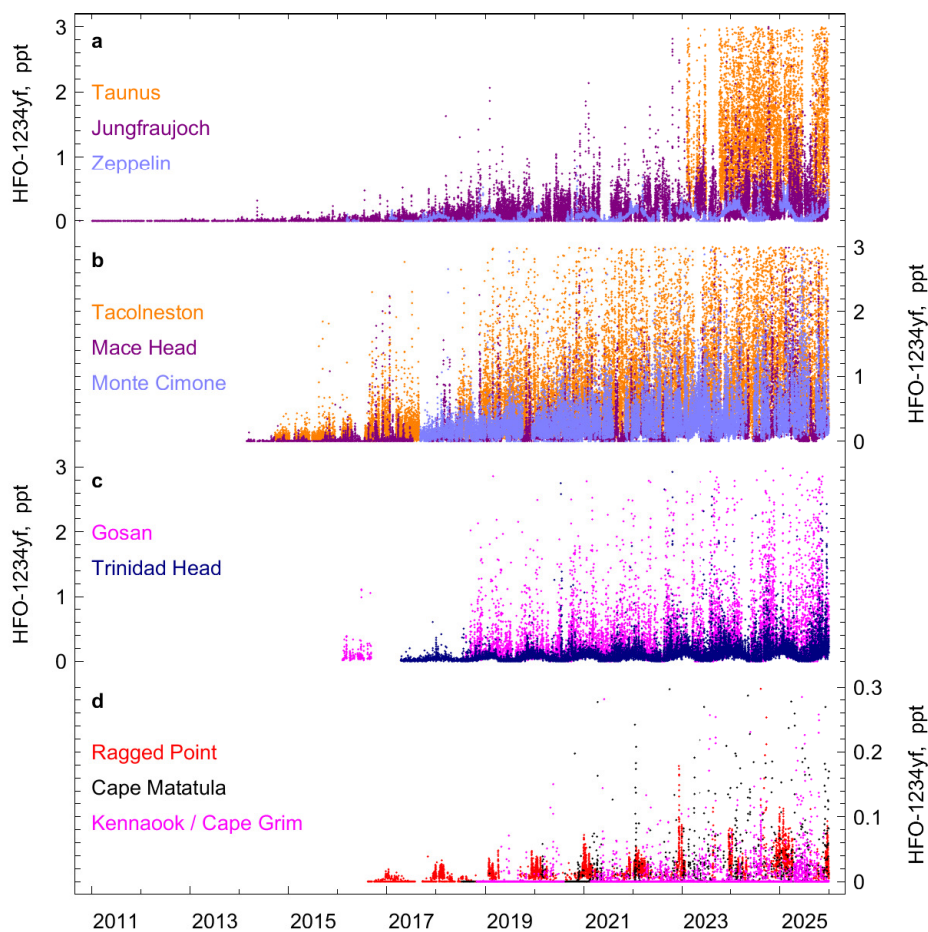 3
a
HFO-1234yf, ppt
Taunus
2
Jungfraujoch
1
Zeppelin
0
b
3
HFO-1234yf, ppt
Tacolneston
2
Mace Head
Monte Cimone
1
0
3
c
HFO-1234yf, ppt
Gosan
2
Trinidad Head
1
0
d
0.3
HFO-1234yf, ppt
Ragged Point
0.2
Cape Matatula
Kennaook / Cape Grim
0.1
0
2011 2013 2015 2017 2019 2021 2023 2025